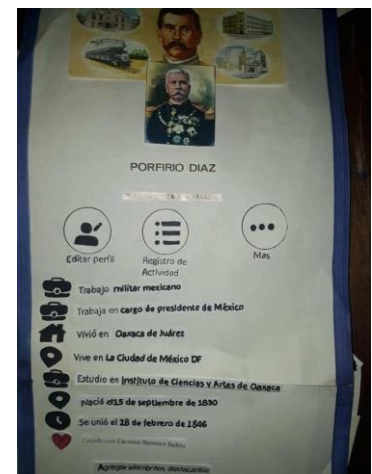 PORFIRIO DIAZ
Editar perfil
Registro de
Actividad
Mas
Trabajo militar mexicano
Trabaja en cargo de presidente de México
Vivió en Oaxaca de Juárez
Vive en La Ciudad de México DF
Estudio en Instituto de Ciencias y Artes de Oaxaca
Nació el 15 de septiembre de 1830
Se unió el 28 de febrero de 1846
Casado con Carmen Romero Rubio
Agregar elementos destacados